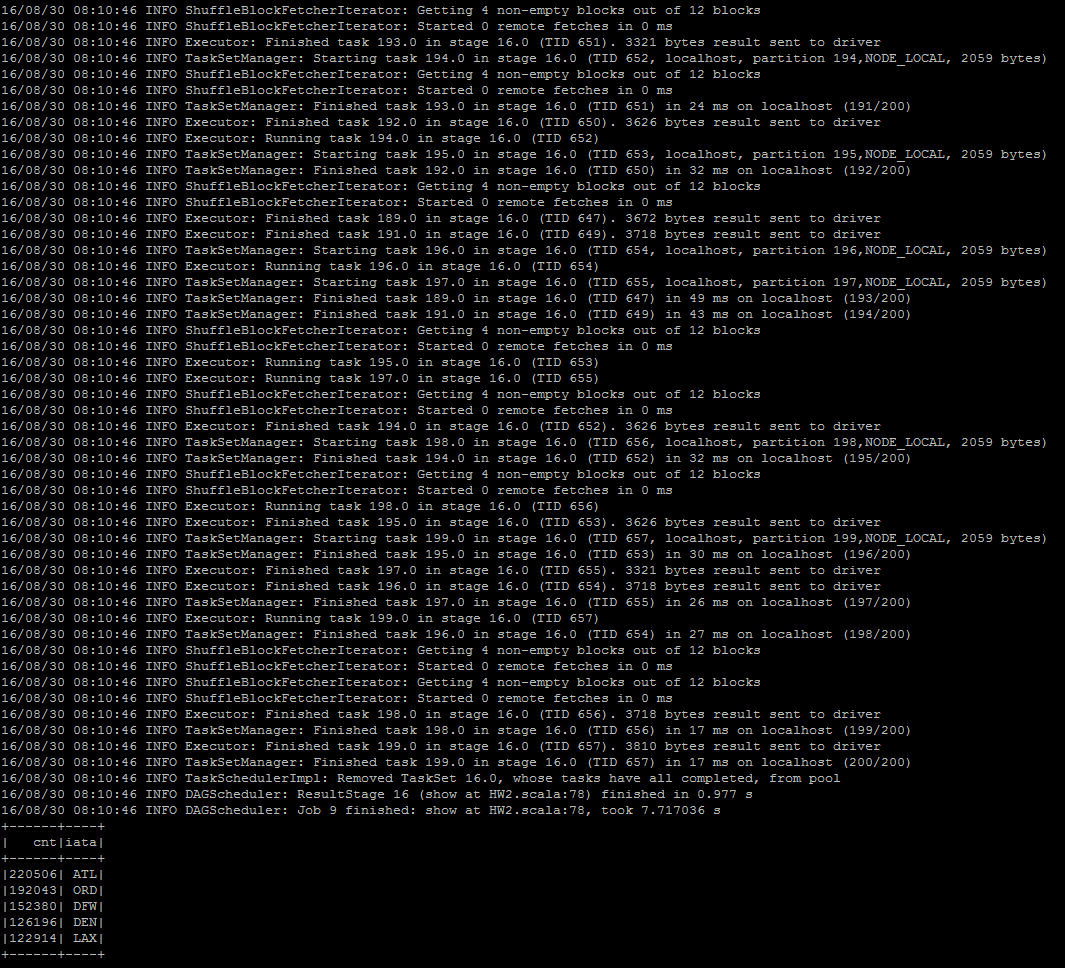 16/08/30 08:10:46 INFO ShuffleBlockFetcherIterator: Getting 4 non-empty blocks out of 12 blocks
16/08/30 08:10:46 INFO ShuffleBlockFetcherIterator: Started 0 remote fetches in 0 ms
16/08/30 08:10:46 INFO Executor: Finished task 193.0 in stage 16.0 (TID 651). 3321 bytes result sent to driver
16/08/30 08:10:46 INFO TaskSetManager: Starting task 194.0 in stage 16.0 (TID 652, localhost, partition 194,NODE_LOCAL, 2059 bytes)
16/08/30 08:10:46 INFO ShuffleBlockFetcherIterator: Getting 4 non-empty blocks out of 12 blocks
16/08/30 08:10:46 INFO ShuffleBlockFetcherIterator: Started 0 remote fetches in 0 ms
16/08/30 08:10:46 INFO TaskSetManager: Finished task 193.0 in stage 16.0 (TID 651) in 24 ms on localhost (191/200)
16/08/30 08:10:46 INFO Executor: Finished task 192.0 in stage 16.0 (TID 650). 3626 bytes result sent to driver
16/08/30 08:10:46 INFO Executor: Running task 194.0 in stage 16.0 (TID 652)
16/08/30 08:10:46 INFO TaskSetManager: Starting task 195.0 in stage 16.0 (TID 653, localhost, partition 195,NODE_LOCAL, 2059 bytes)
16/08/30 08:10:46 INFO TaskSetManager: Finished task 192.0 in stage 16.0 (TID 650) in 32 ms on localhost (192/200)
16/08/30 08:10:46 INFO ShuffleBlockFetcherIterator: Getting 4 non-empty blocks out of 12 blocks
16/08/30 08:10:46 INFO ShuffleBlockFetcherIterator: Started 0 remote fetches in 0 ms
16/08/30 08:10:46 INFO Executor: Finished task 189.0 in stage 16.0 (TID 647). 3672 bytes result sent to driver
16/08/30 08:10:46 INFO Executor: Finished task 191.0 in stage 16.0 (TID 649). 3718 bytes result sent to driver
16/08/30 08:10:46 INFO TaskSetManager: Starting task 196.0 in stage 16.0 (TID 654, localhost, partition 196,NODE_LOCAL, 2059 bytes)
16/08/30 08:10:46 INFO Executor: Running task 196.0 in stage 16.0 (TID 654)
16/08/30 08:10:46 INFO TaskSetManager: Starting task 197.0 in stage 16.0 (TID 655, localhost, partition 197,NODE_LOCAL, 2059 bytes)
16/08/30 08:10:46 INFO TaskSetManager: Finished task 189.0 in stage 16.0 (TID 647) in 49 ms on localhost (193/200)
16/08/30 08:10:46 INFO TaskSetManager: Finished task 191.0 in stage 16.0 (TID 649) in 43 ms on localhost (194/200)
16/08/30 08:10:46 INFO ShuffleBlockFetcherIterator: Getting 4 non-empty blocks out of 12 blocks
16/08/30 08:10:46 INFO ShuffleBlockFetcherIterator: Started 0 remote fetches in 0 ms
16/08/30 08:10:46 INFO Executor: Running task 195.0 in stage 16.0 (TID 653)
16/08/30 08:10:46 INFO Executor: Running task 197.0 in stage 16.0 (TID 655)
16/08/30 08:10:46 INFO ShuffleBlockFetcherIterator: Getting 4 non-empty blocks out of 12 blocks
16/08/30 08:10:46 INFO ShuffleBlockFetcherIterator: Started 0 remote fetches in 0 ms
16/08/30 08:10:46 INFO Executor: Finished task 194.0 in stage 16.0 (TID 652). 3626 bytes result sent to driver
16/08/30 08:10:46 INFO TaskSetManager: Starting task 198.0 in stage 16.0 (TID 656, localhost, partition 198,NODE_LOCAL, 2059 bytes)
16/08/30 08:10:46 INFO TaskSetManager: Finished task 194.0 in stage 16.0 (TID 652) in 32 ms on localhost (195/200)
16/08/30 08:10:46 INFO ShuffleBlockFetcherIterator: Getting 4 non-empty blocks out of 12 blocks
16/08/30 08:10:46 INFO ShuffleBlockFetcherIterator: Started 0 remote fetches in 0 ms
16/08/30 08:10:46 INFO Executor: Running task 198.0 in stage 16.0 (TID 656)
16/08/30 08:10:46 INFO Executor: Finished task 195.0 in stage 16.0 (TID 653). 3626 bytes result sent to driver
16/08/30 08:10:46 INFO TaskSetManager: Starting task 199.0 in stage 16.0 (TID 657, localhost, partition 199,NODE_LOCAL, 2059 bytes)
16/08/30 08:10:46 INFO TaskSetManager: Finished task 195.0 in stage 16.0 (TID 653) in 30 ms on localhost (196/200)
16/08/30 08:10:46 INFO Executor: Finished task 197.0 in stage 16.0 (TID 655). 3321 bytes result sent to driver
16/08/30 08:10:46 INFO Executor: Finished task 196.0 in stage 16.0 (TID 654). 3718 bytes result sent to driver
16/08/30 08:10:46 INFO TaskSetManager: Finished task 197.0 in stage 16.0 (TID 655) in 26 ms on localhost (197/200)
16/08/30 08:10:46 INFO Executor: Running task 199.0 in stage 16.0 (TID 657)
16/08/30 08:10:46 INFO TaskSetManager: Finished task 196.0 in stage 16.0 (TID 654) in 27 ms on localhost (198/200)
16/08/30 08:10:46 INFO ShuffleBlockFetcherIterator: Getting 4 non-empty blocks out of 12 blocks
16/08/30 08:10:46 INFO ShuffleBlockFetcherIterator: Started 0 remote fetches in 0 ms
16/08/30 08:10:46 INFO ShuffleBlockFetcherIterator: Getting 4 non-empty blocks out of 12 blocks
16/08/30 08:10:46 INFO ShuffleBlockFetcherIterator: Started 0 remote fetches in 0 ms
16/08/30 08:10:46 INFO Executor: Finished task 198.0 in stage 16.0 (TID 656). 3718 bytes result sent to driver
16/08/30 08:10:46 INFO TaskSetManager: Finished task 198.0 in stage 16.0 (TID 656) in 17 ms on localhost (199/200)
16/08/30 08:10:46 INFO Executor: Finished task 199.0 in stage 16.0 (TID 657). 3810 bytes result sent to driver
16/08/30 08:10:46 INFO TaskSetManager: Finished task 199.0 in stage 16.0 (TID 657) in 17 ms on localhost (200/200)
16/08/30 08:10:46 INFO TaskSchedulerImpl: Removed TaskSet 16.0, whose tasks have all completed, from pool
16/08/30 08:10:46 INFO DAGScheduler: ResultStage 16 (show at HW2.scala:78) finished in 0.977 s
16/08/30 08:10:46 INFO DAGScheduler: Job 9 finished: show at HW2.scala:78, took 7.717036 s
+------+----+
|   cnt|iata|
+------+----+
|220506| ATL|
|192043| ORD|
|152380| DFW|
|126196| DEN|
|122914| LAX|
+------+----+